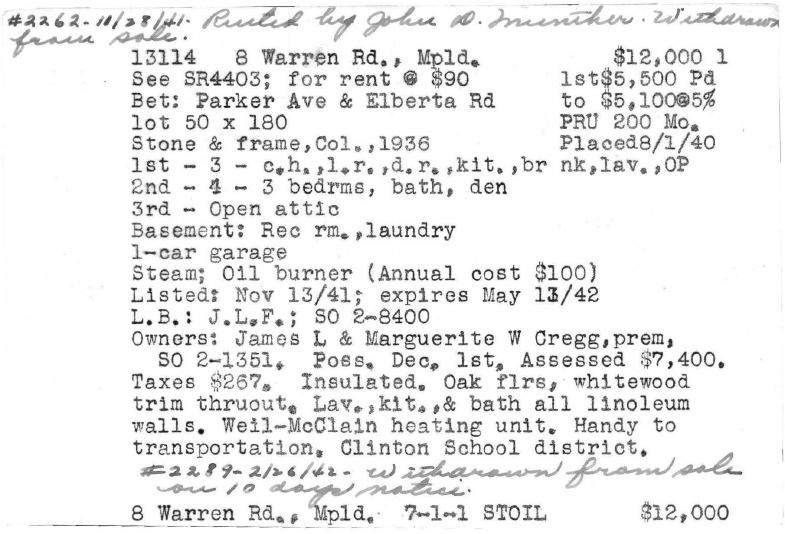 #2262-11/28/41. Rented by John D. Munther. Withdrawn
from sale.
13114 8 Warren Rd., Mpld. $12,000 1
See SR4403; for rent @ $90 1st$5,500 Pd
Bet: Parker Ave & Elberta Rd to $5,100@5%
lot 50 x 180 PRU 200 Mo.
Stone & frame,Col.,1936 Placed8/1/40
1st - 3 - c.h.,l.r.,d.r.,kit.,br nk,lav.,OP
2nd - 4 - 3 bedrms, bath, den
3rd - Open attic
Basement: Rec rm.,laundry
1-car garage
Steam; Oil burner (Annual cost $100)
Listed: Nov 13/41; expires May 13/42
L.B.: J.L.F.; SO 2-8400
Owners: James L & Marguerite W Cregg,prem,
SO 2-1351. Poss. Dec. 1st. Assessed $7,400.
Taxes $267. Insulated. Oak flrs, whitewood
trim thruout. Lav.,kit.,& bath all linoleum
walls. Weil-McClain heating unit. Handy to
transportation. Clinton School district.
#2289-2/26/42- Withdrawn from sale
on 10 days notice.
8 Warren Rd., Mpld. 7-1-1 STOIL $12,000